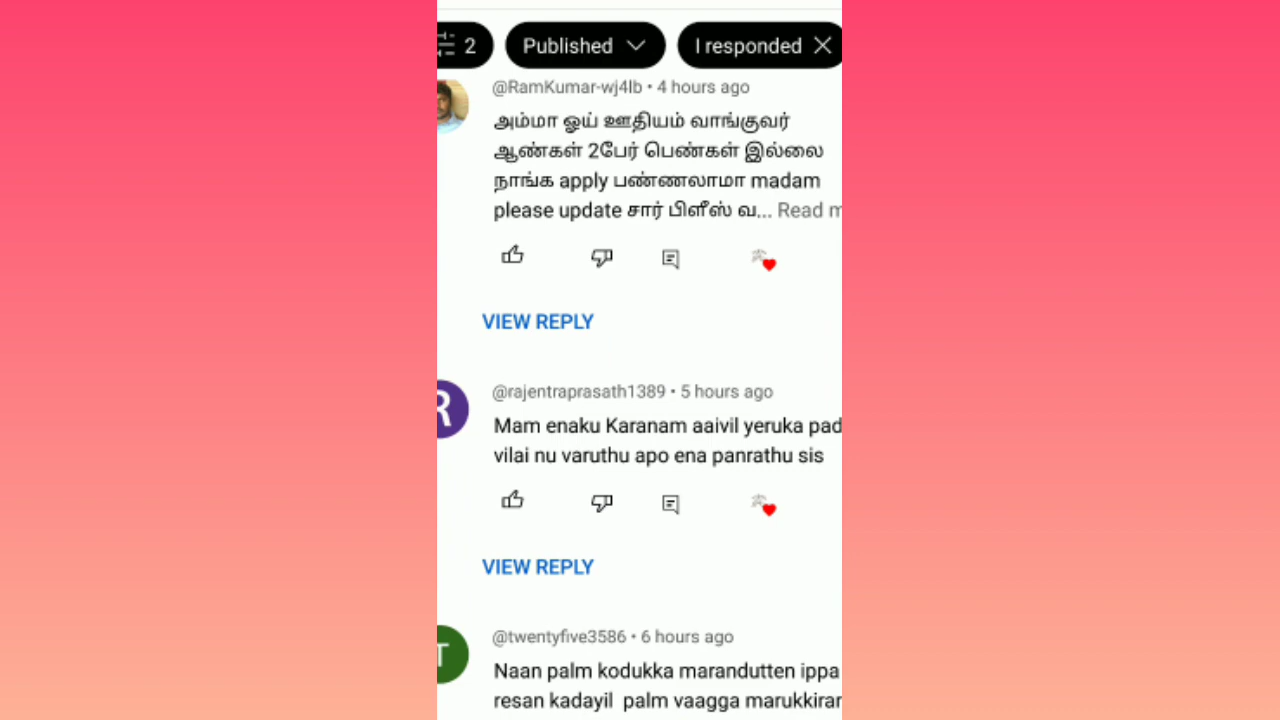 2 Published I responded
@RamKumar-wj4lb • 4 hours ago
அம்மா ஓய் ஊதியம் வாங்குவர்
ஆண்கள் 2பேர் பெண்கள் இல்லை
நாங்க apply பண்ணலாமா madam
please update சார் பிளீஸ் வ... Read m
VIEW REPLY
R
@rajentraprasath1389 • 5 hours ago
Mam enaku Karanam aaivil yeruka pad
vilai nu varuthu apo ena panrathu sis
VIEW REPLY
T
@twentyfive3586 • 6 hours ago
Naan palm kodukka marandutten ippa
resan kadayil palm vaagga marukkirar